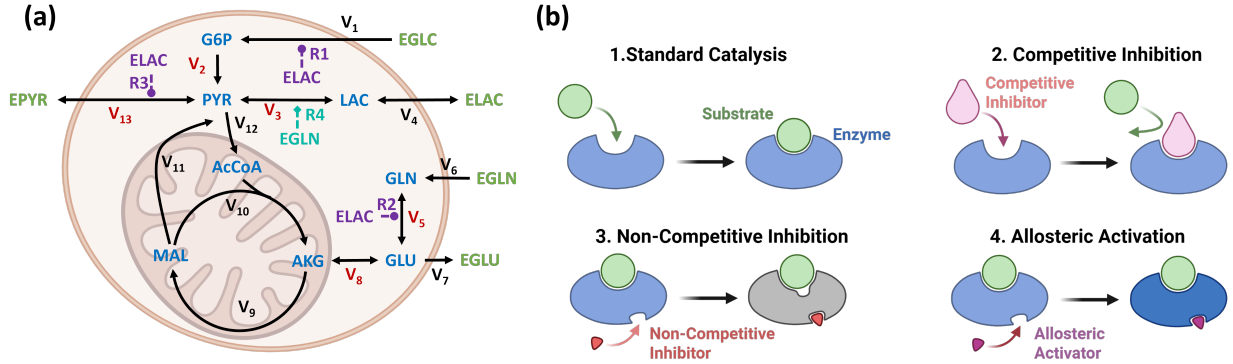 (a)
V1
G6P
EGLC
ELAC
V2
R1
ELAC
R3
EPYR
PYR
LAC
ELAC
V13
V3
R4
V4
V12
EGLN
V11
AcCoA
V6
GLN
EGLN
V10
R2
ELAC
V5
MAL
AKG
GLU
EGLU
V8
V7
V9
(b)
1.Standard Catalysis
Substrate
Enzyme
2. Competitive Inhibition
Competitive
Inhibitor
3. Non-Competitive Inhibition
Non-Competitive
Inhibitor
4. Allosteric Activation
Allosteric
Activator